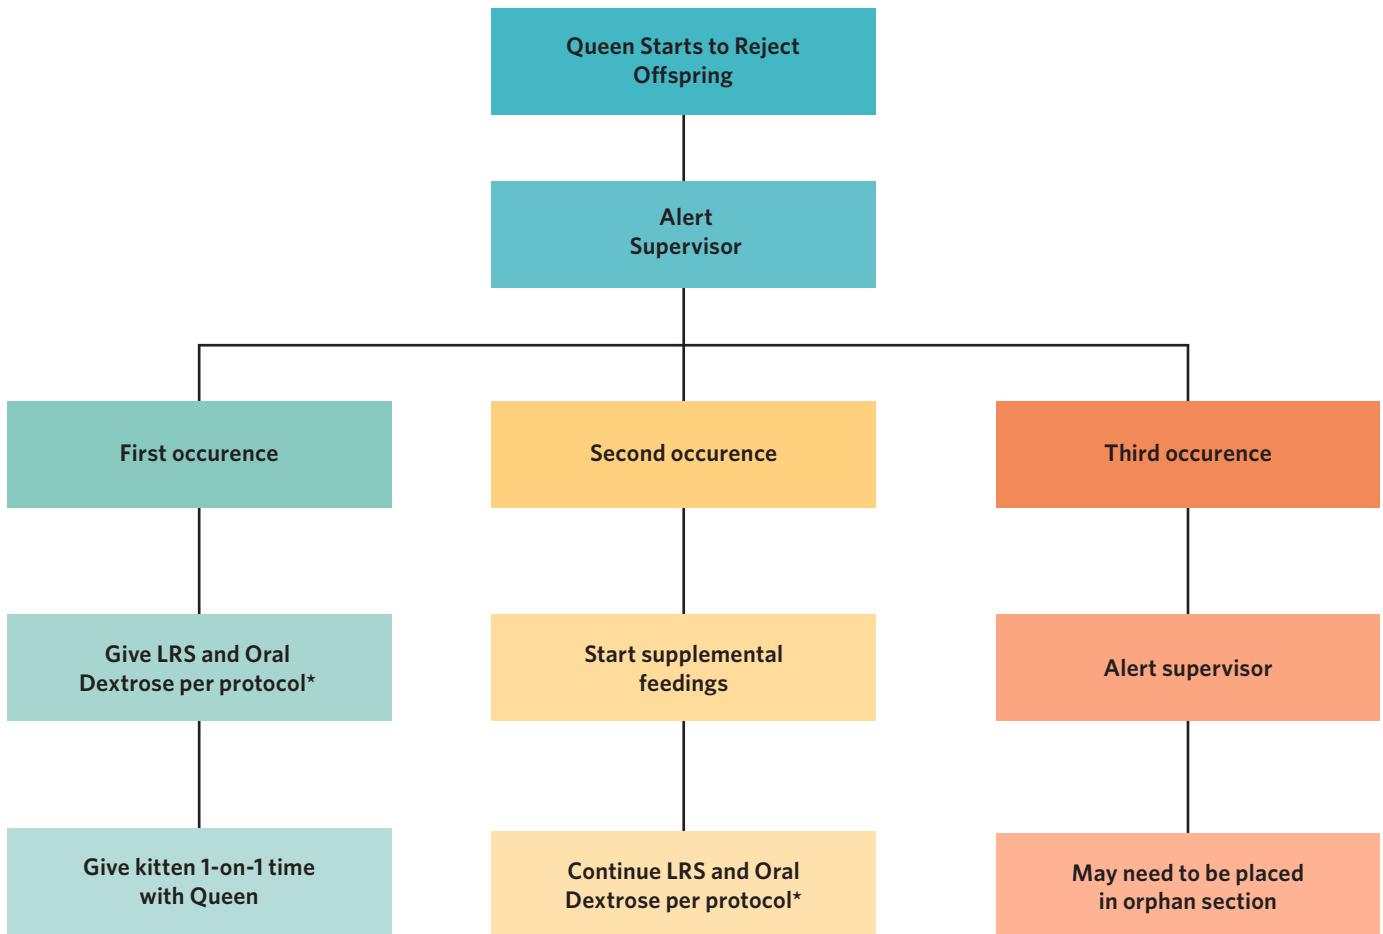 Queen Starts to Reject
Offspring
Alert
Supervisor
First occurence
Second occurence
Third occurence
Give LRS and Oral
Dextrose per protocol*
Start supplemental
feedings
Alert supervisor
Give kitten 1-on-1 time
with Queen
Continue LRS and Oral
Dextrose per protocol*
May need to be placed
in orphan section